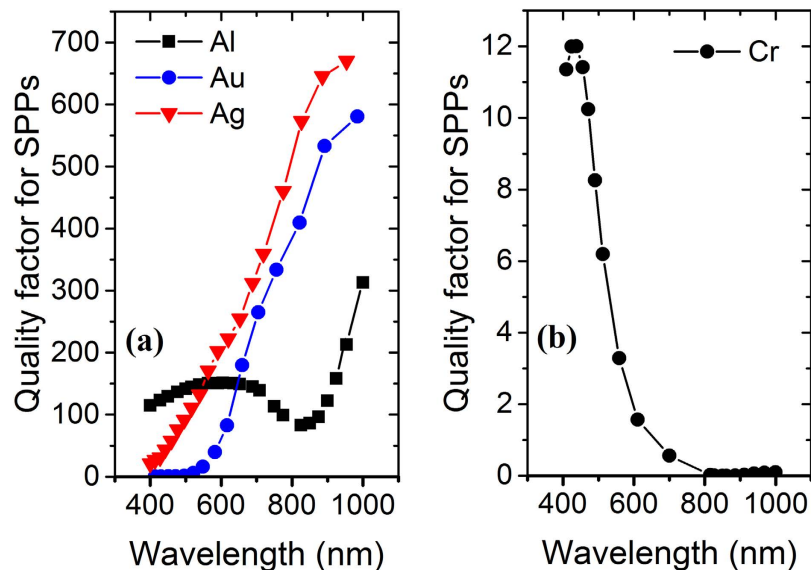 Quality factor for SPPs
700
600
500
400
300
200
100
0
Al
Au
Ag
(a)
400 600 800 1000
Wavelength (nm)
Quality factor for SPPs
12
10
8
6
4
2
0
Cr
(b)
400 600 800 1000
Wavelength (nm)